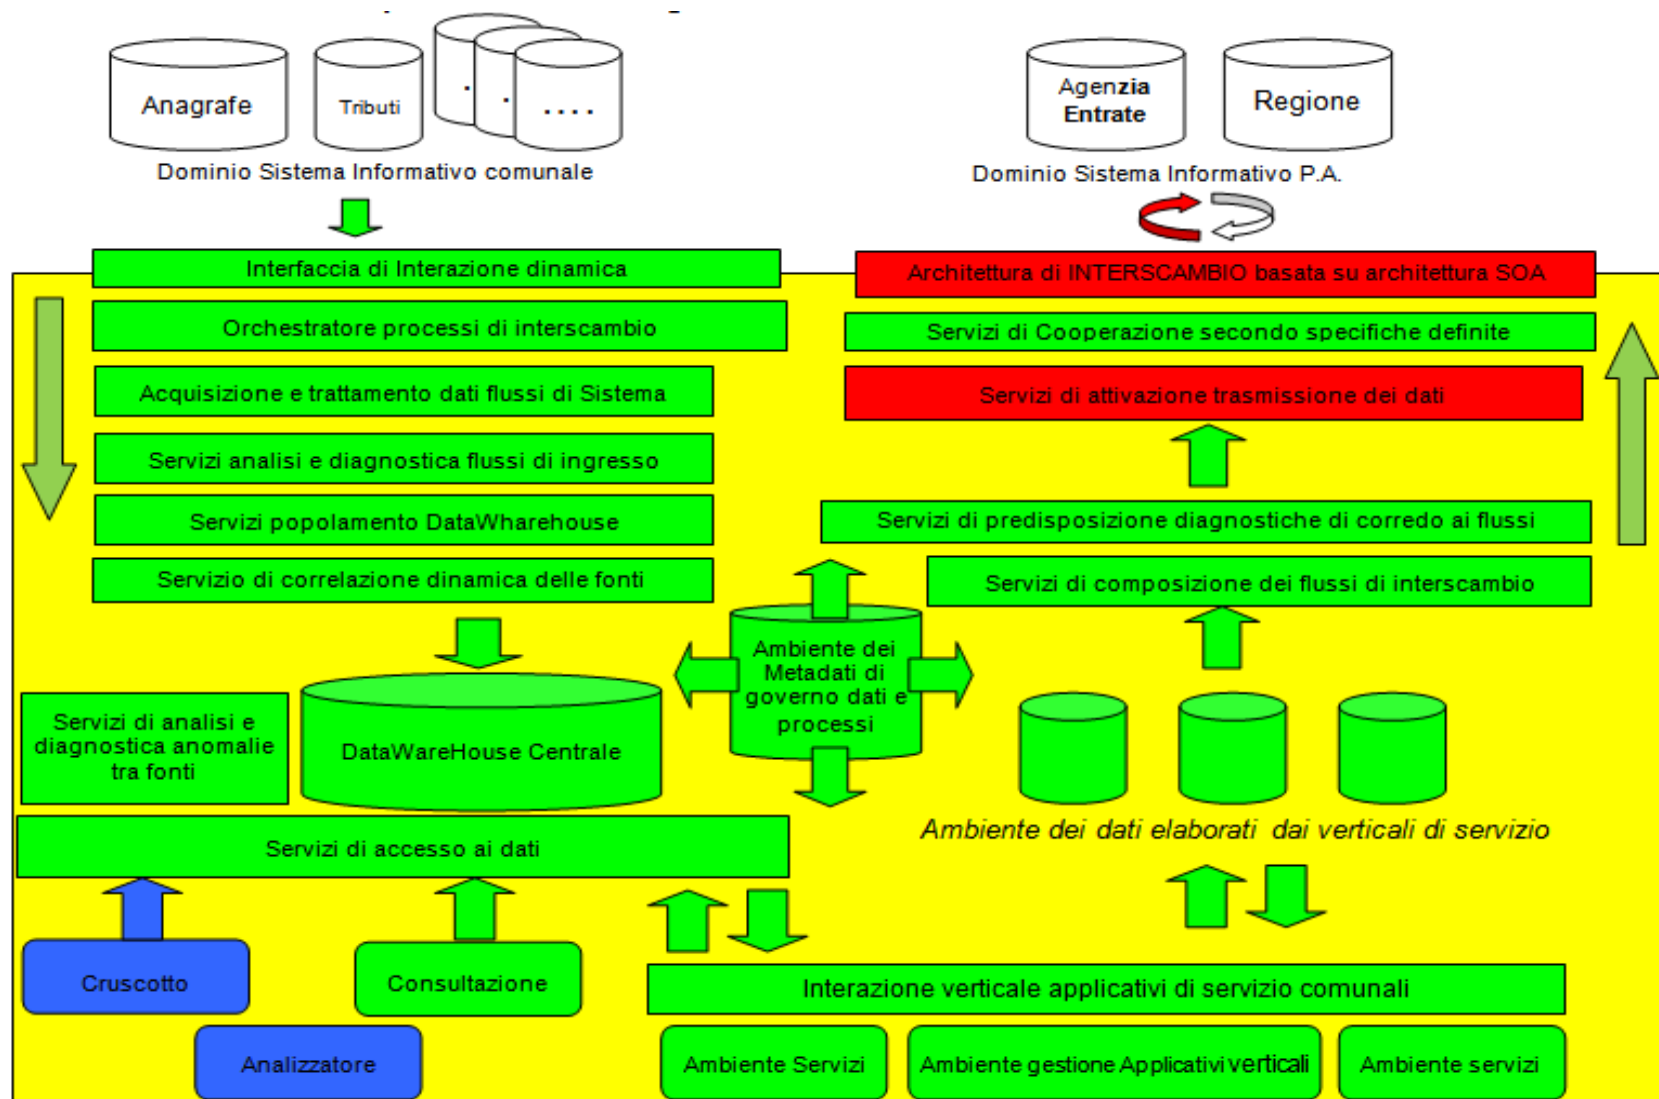 Anagrafe
Tributi
.
.
. . . .
Agenzia
Entrate
Regione
Dominio Sistema Informativo comunale
Dominio Sistema Informativo P.A.
Interfaccia di Interazione dinamica
Orchestratore processi di interscambio
Acquisizione e trattamento dati flussi di Sistema
Servizi analisi e diagnostica flussi di ingresso
Servizi popolamento DataWharehouse
Servizio di correlazione dinamica delle fonti
Architettura di INTERSCAMBIO basata su architettura SOA
Servizi di Cooperazione secondo specifiche definite
Servizi di attivazione trasmissione dei dati
Servizi di predisposizione diagnostiche di corredo ai flussi
Servizi di composizione dei flussi di interscambio
Ambiente dei
Metadati di
governo dati e
processi
Servizi di analisi e
diagnostica anomalie
tra fonti
DataWareHouse Centrale
Ambiente dei dati elaborati dai verticali di servizio
Servizi di accesso ai dati
Cruscotto
Consultazione
Analizzatore
Interazione verticale applicativi di servizio comunali
Ambiente Servizi
Ambiente gestione Applicativi verticali
Ambiente servizi